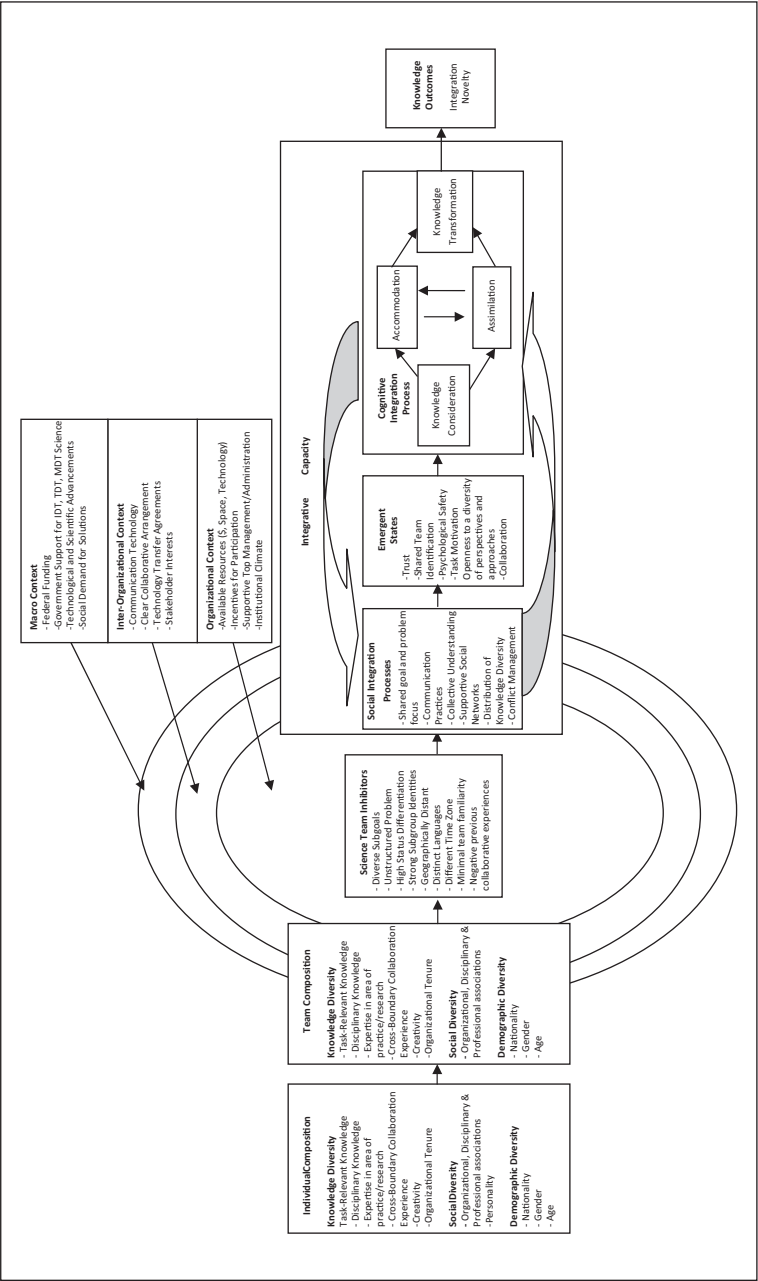 IndividualComposition
Knowledge Diversity
Task-Relevant Knowledge
- Disciplinary Knowledge
- Expertise in area of
practice/research
- Cross-Boundary Collaboration
Experience
-Creativity
-Organizational Tenure
SocialDiversity
- Organizational, Disciplinary &
Professional associations
-Personality
Demographic Diversity
- Nationality
- Gender
- Age
Team Composition
Knowledge Diversity
- Task-Relevant Knowledge
- Disciplinary Knowledge
- Expertise in area of
practice/research
- Cross-Boundary Collaboration
Experience
-Creativity
-Organizational Tenure
Social Diversity
- Organizational, Disciplinary &
Professional associations
Demographic Diversity
- Nationality
- Gender
- Age
Science Team Inhibitors
- Diverse Subgoals
- Unstructured Problem
- High Status Differentiation
- Strong Subgroup Identities
- Geographically Distant
- Distinct Languages
- Different Time Zone
- Minimal team familiarity
- Negative previous
collaborative experiences
Macro Context
- Federal Funding
-Government Support for IDT, TDT, MDT Science
-Technological and Scientific Advancements
-Social Demand for Solutions
Inter-Organizational Context
- Communication Technology
- Clear Collaborative Arrangement
- Technology Transfer Agreements
- Stakeholder Interests
Organizational Context
-Available Resources ($, Space, Technology)
-Incentives for Participation
-Supportive Top Management/Administration
-Institutional Climate
Integrative Capacity
Social Integration
Processes
- Shared goal and problem
focus
- Communication
Practices
- Collective Understanding
- Supportive Social
Networks
- Distribution of
Knowledge Diversity
- Conflict Management
Emergent
States
-Trust
-Shared Team
Identification
-Psychological Safety
-Task Motivation
Openness to a diversity
of perspectives and
approaches
-Collaboration
Cognitive
Integration
Process
Knowledge
Consideration
Accommodation
Assimilation
Knowledge
Transformation
Knowledge
Outcomes
Integration
Novelty